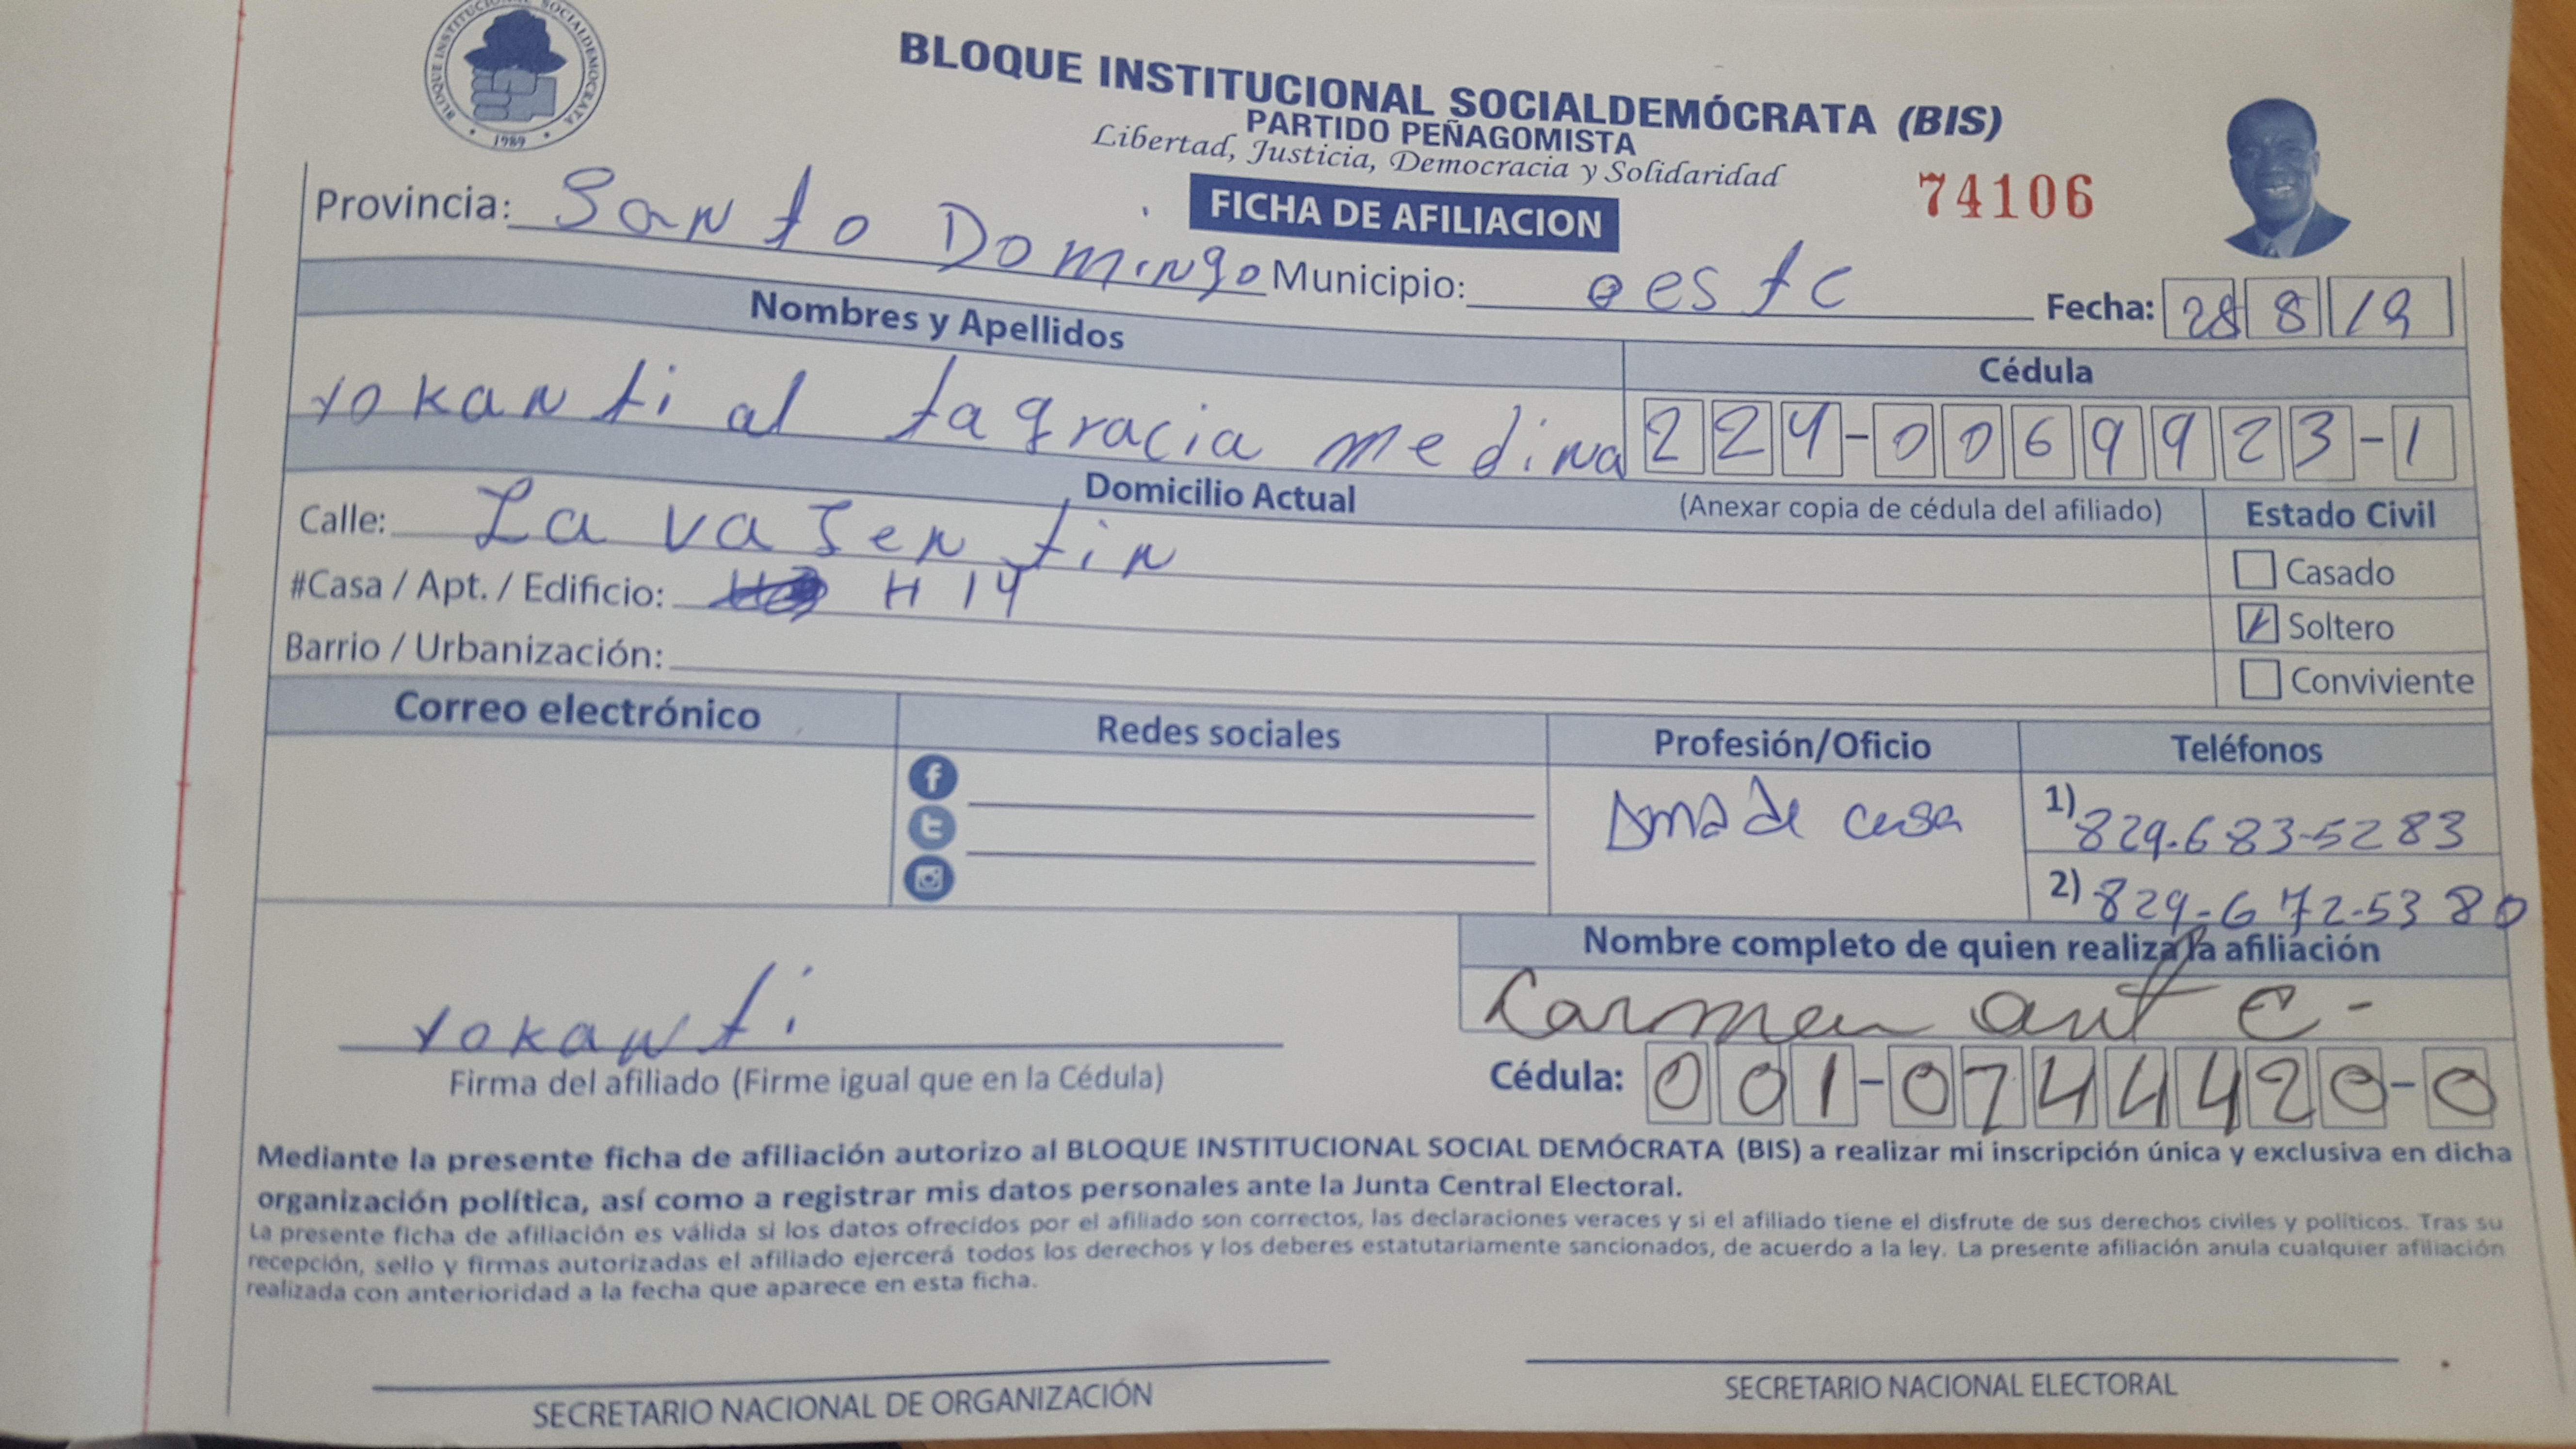 BLOQUE INSTITUCIONAL SOCIALDEMOCRATA
1989
BLOQUE INSTITUCIONAL SOCIALDEMÓCRATA (BIS)
PARTIDO PEÑAGOMISTA
Libertad, Justicia, Democracia y Solidaridad
FICHA DE AFILIACION
74106
Provincia: Santo Domingo Municipio: oeste Fecha: 28 8 19
Nombres y Apellidos
Cédula
yokanti altagracia medina 224-0069923-1
Domicilio Actual (Anexar copia de cédula del afiliado) Estado Civil
Calle: La va sentin
Casado
#Casa / Apt. / Edificio: H 14
Soltero
Barrio / Urbanización:
Conviviente
Correo electrónico Redes sociales Profesión/Oficio Teléfonos
Ama de casa
1) 829-683-5283
2) 829-672-5380
Nombre completo de quien realiza la afiliación
Carmen ant C-
yokanti
Firma del afiliado (Firme igual que en la Cédula)
Cédula: 001-0744420-0
Mediante la presente ficha de afiliación autorizo al BLOQUE INSTITUCIONAL SOCIAL DEMÓCRATA (BIS) a realizar mi inscripción única y exclusiva en dicha
organización política, así como a registrar mis datos personales ante la Junta Central Electoral.
La presente ficha de afiliación es válida si los datos ofrecidos por el afiliado son correctos, las declaraciones veraces y si el afiliado tiene el disfrute de sus derechos civiles y políticos. Tras su
recepción, sello y firmas autorizadas el afiliado ejercerá todos los derechos y los deberes estatutariamente sancionados, de acuerdo a la ley. La presente afiliación anula cualquier afiliación
realizada con anterioridad a la fecha que aparece en esta ficha.
SECRETARIO NACIONAL DE ORGANIZACIÓN
SECRETARIO NACIONAL ELECTORAL